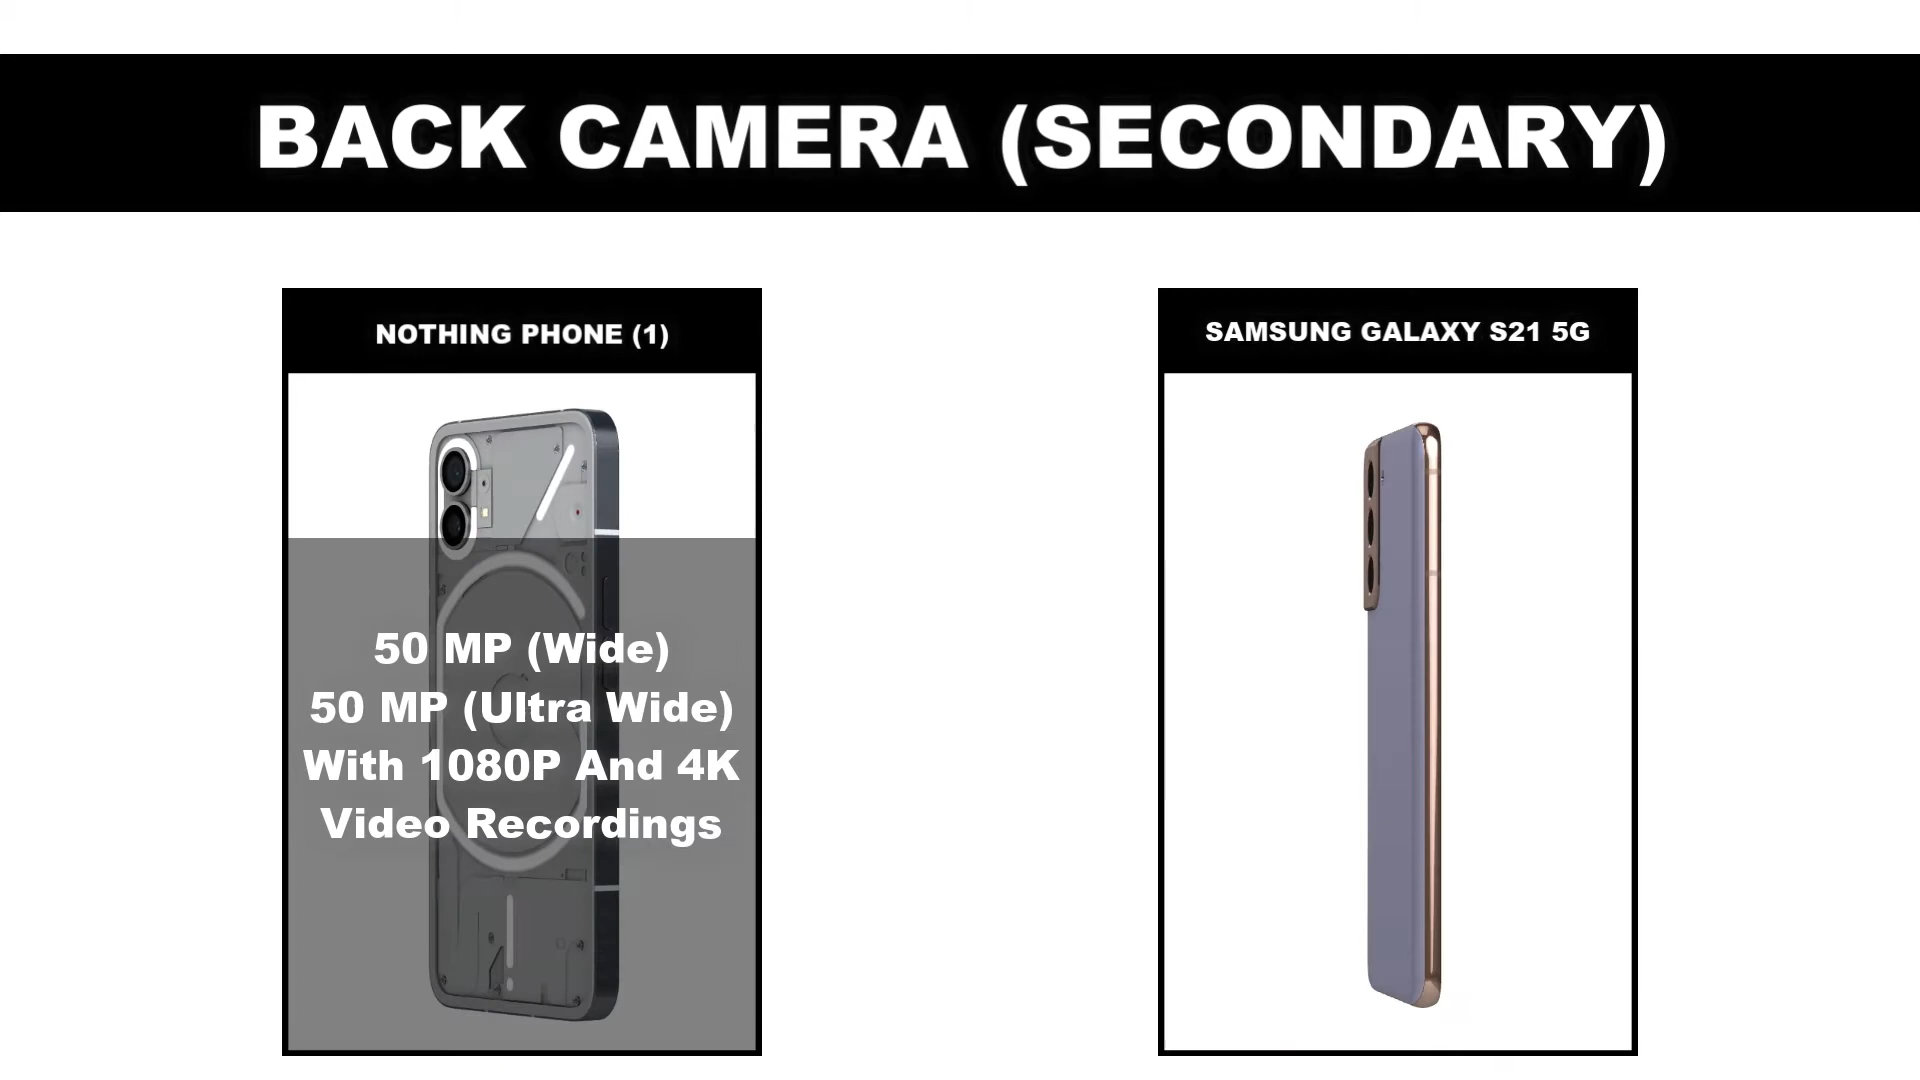 BACK CAMERA (SECONDARY)
NOTHING PHONE (1)
50 MP (Wide)
50 MP (Ultra Wide)
With 1080P And 4K
Video Recordings
SAMSUNG GALAXY S21 5G